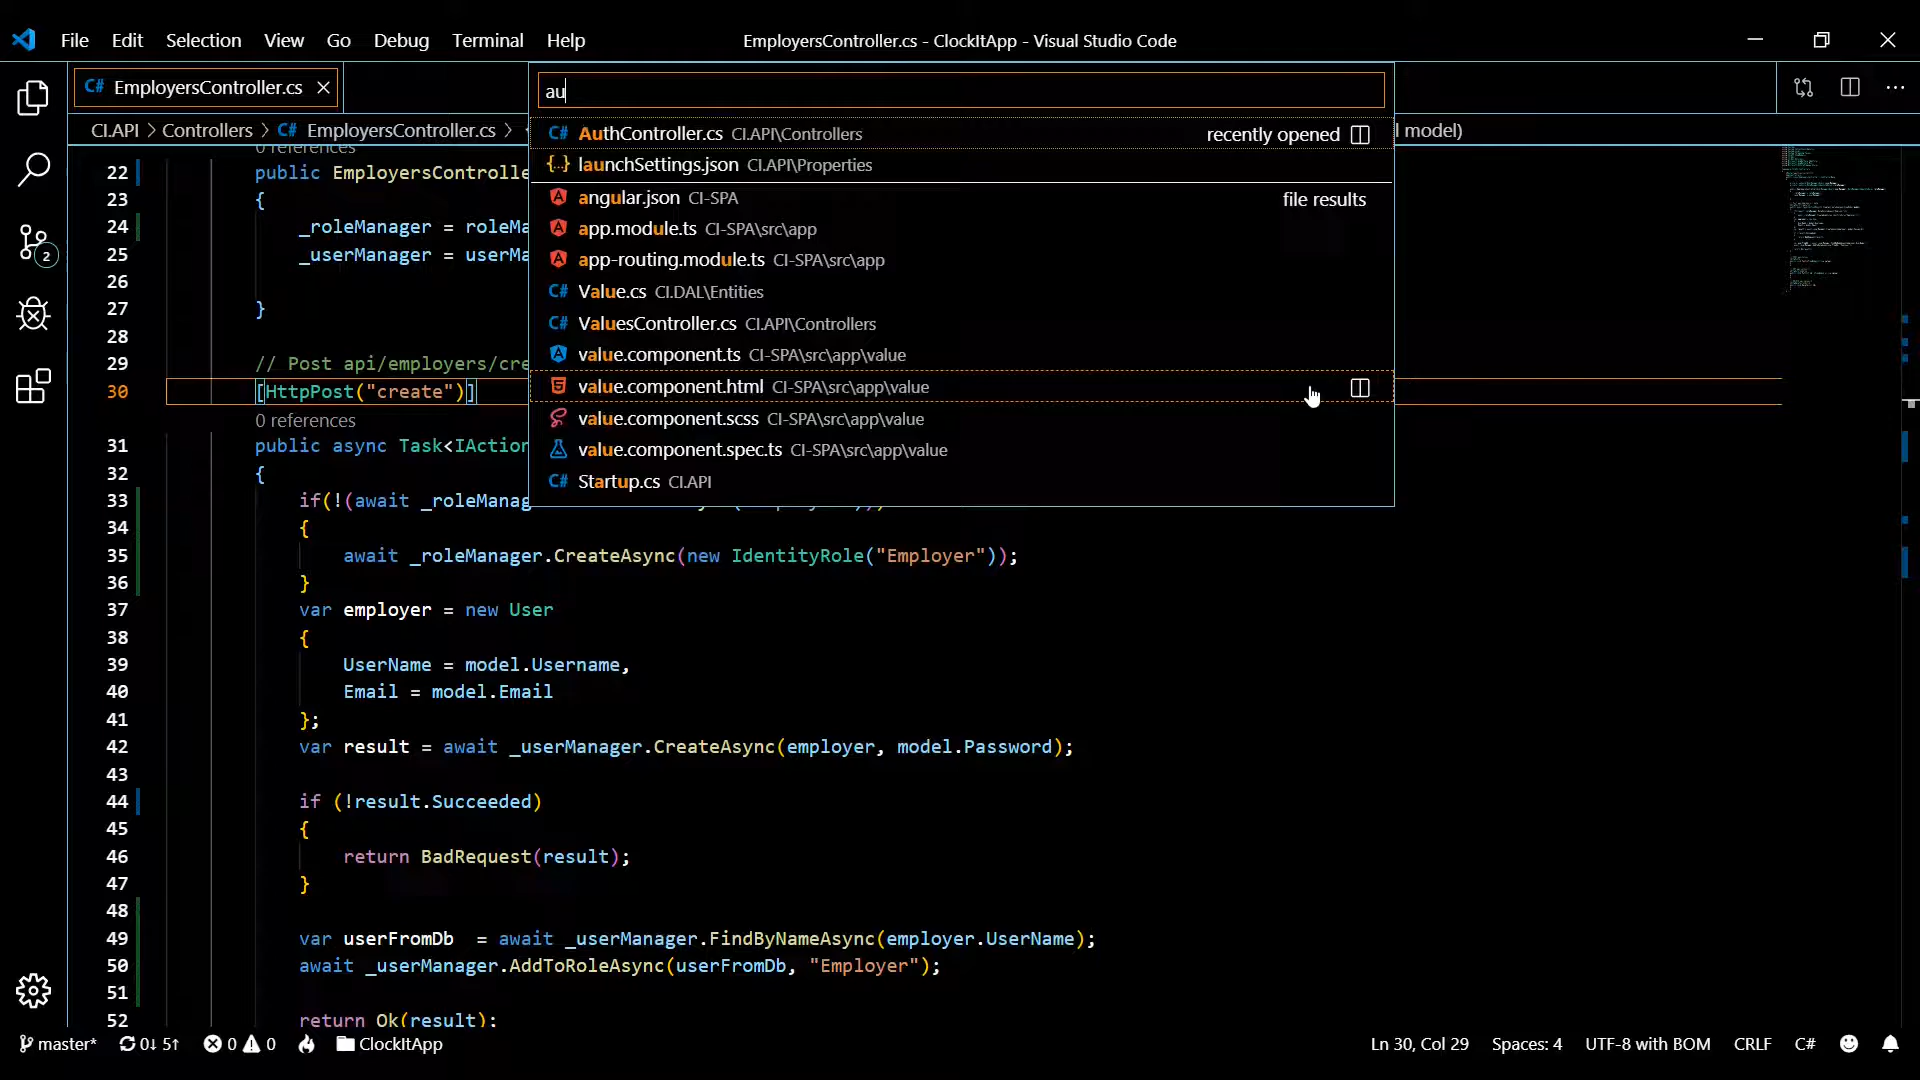 File Edit Selection View Go Debug Terminal Help EmployersController.cs - ClockItApp - Visual Studio Code
C# EmployersController.cs
au
CI.API > Controllers > C# EmployersController.cs > model)
C# AuthController.cs CI.API\Controllers recently opened
{..} launchSettings.json CI.API\Properties
angular.json CI-SPA file results
app.module.ts CI-SPA\src\app
app-routing.module.ts CI-SPA\src\app
C# Value.cs CI.DAL\Entities
C# ValuesController.cs CI.API\Controllers
value.component.ts CI-SPA\src\app\value
value.component.html CI-SPA\src\app\value
value.component.scss CI-SPA\src\app\value
value.component.spec.ts CI-SPA\src\app\value
C# Startup.cs CI.API
0 references
22 public EmployersControlle
23 {
24 _roleManager = roleMa
25 _userManager = userMa
26
27 }
28
29 // Post api/employers/cre
30 [HttpPost("create")]
0 references
31 public async Task<IAction
32 {
33 if(!(await _roleManag
34 {
35 await _roleManager.CreateAsync(new IdentityRole("Employer"));
36 }
37 var employer = new User
38 {
39 UserName = model.Username,
40 Email = model.Email
41 };
42 var result = await _userManager.CreateAsync(employer, model.Password);
43
44 if (!result.Succeeded)
45 {
46 return BadRequest(result);
47 }
48
49 var userFromDb = await _userManager.FindByNameAsync(employer.UserName);
50 await _userManager.AddToRoleAsync(userFromDb, "Employer");
51
52 return Ok(result);
2
master* 0↓ 5↑ 0 0 ClockItApp Ln 30, Col 29 Spaces: 4 UTF-8 with BOM CRLF C#